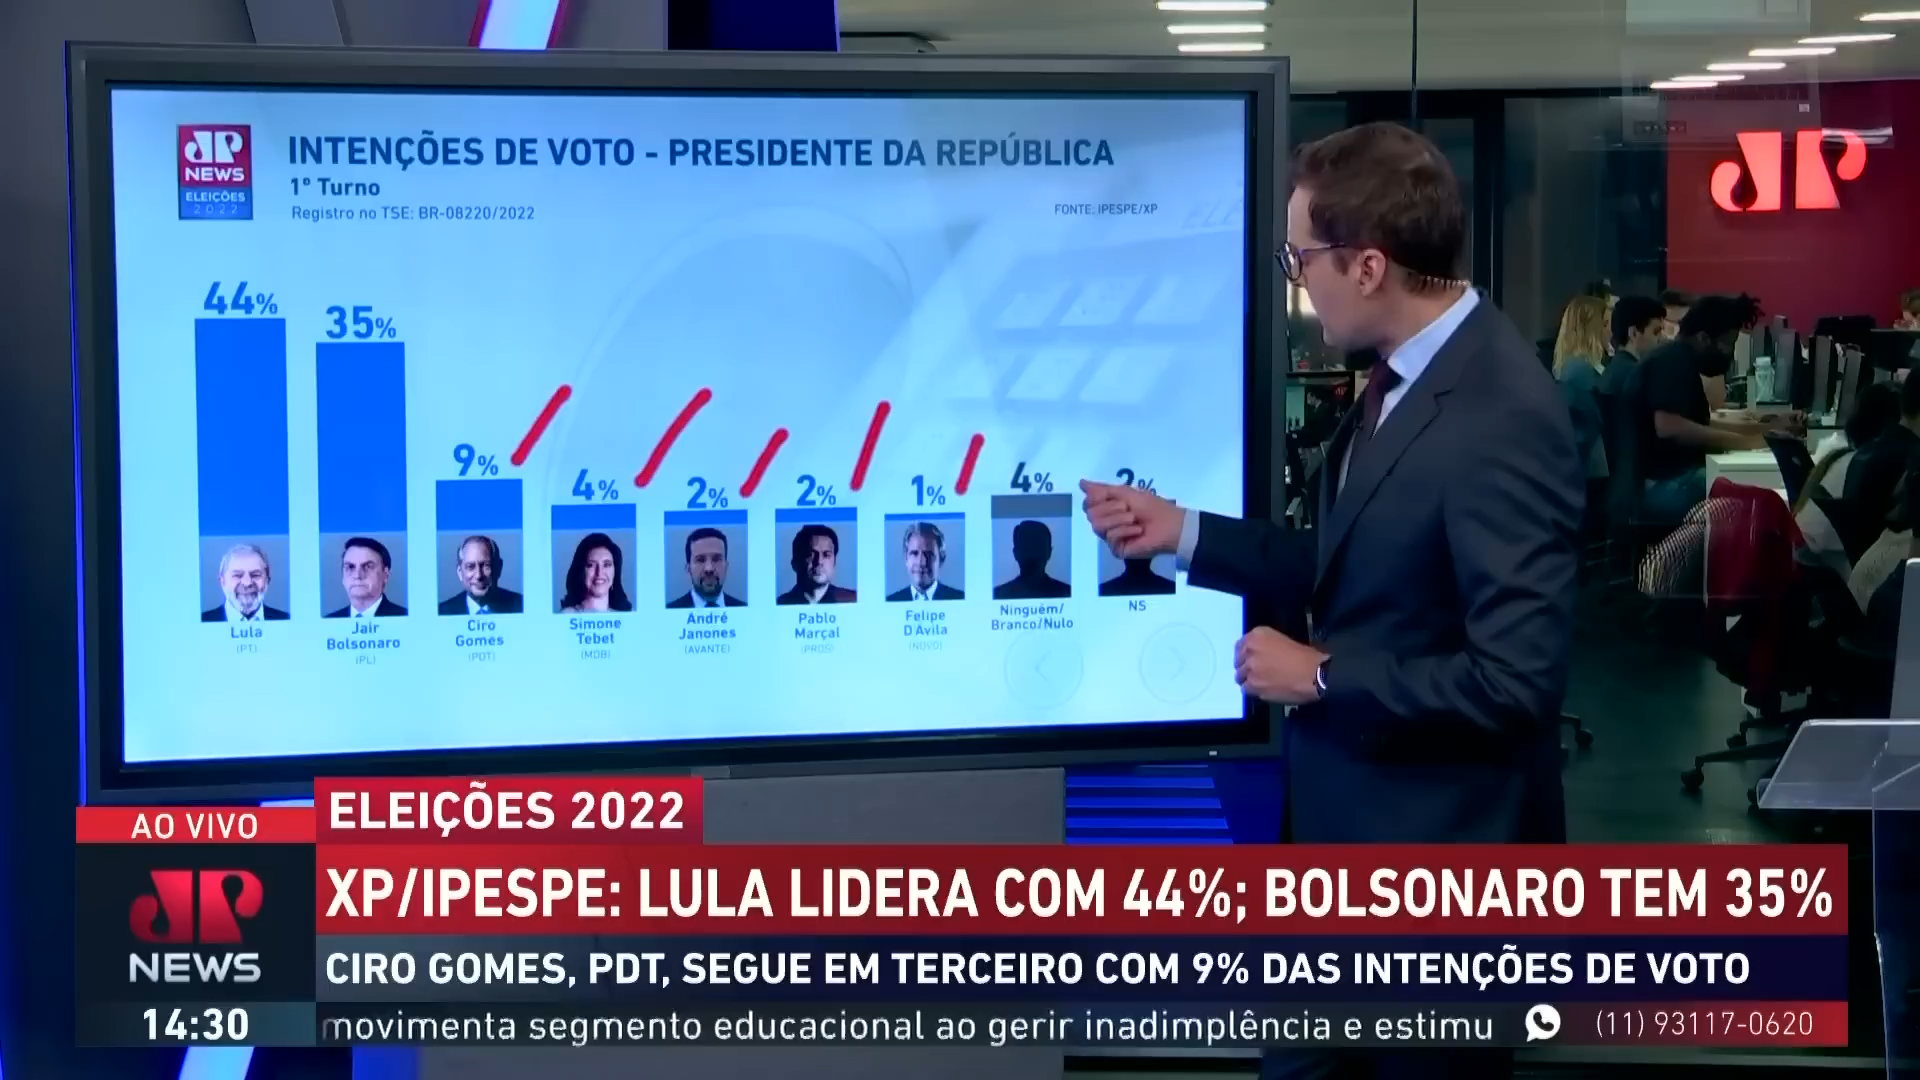 JP
NEWS
ELEIÇÕES
2022
INTENÇÕES DE VOTO - PRESIDENTE DA REPÚBLICA
1º Turno
Registro no TSE: BR-08220/2022
FONTE: IPESPE/XP
44%
35%
9%
4%
2%
2%
1%
4%
2%
Lula
(PT)
Jair
Bolsonaro
(PL)
Ciro
Gomes
(PDT)
Simone
Tebet
(MDB)
André
Janones
(AVANTE)
Pablo
Marçal
(PROS)
Felipe
D'Avila
(NOVO)
Ninguém/
Branco/Nulo
NS
JP
AO VIVO
ELEIÇÕES 2022
XP/IPESPE: LULA LIDERA COM 44%; BOLSONARO TEM 35%
JP
NEWS
CIRO GOMES, PDT, SEGUE EM TERCEIRO COM 9% DAS INTENÇÕES DE VOTO
14:30
movimenta segmento educacional ao gerir inadimplência e estimu
(11) 93117-0620